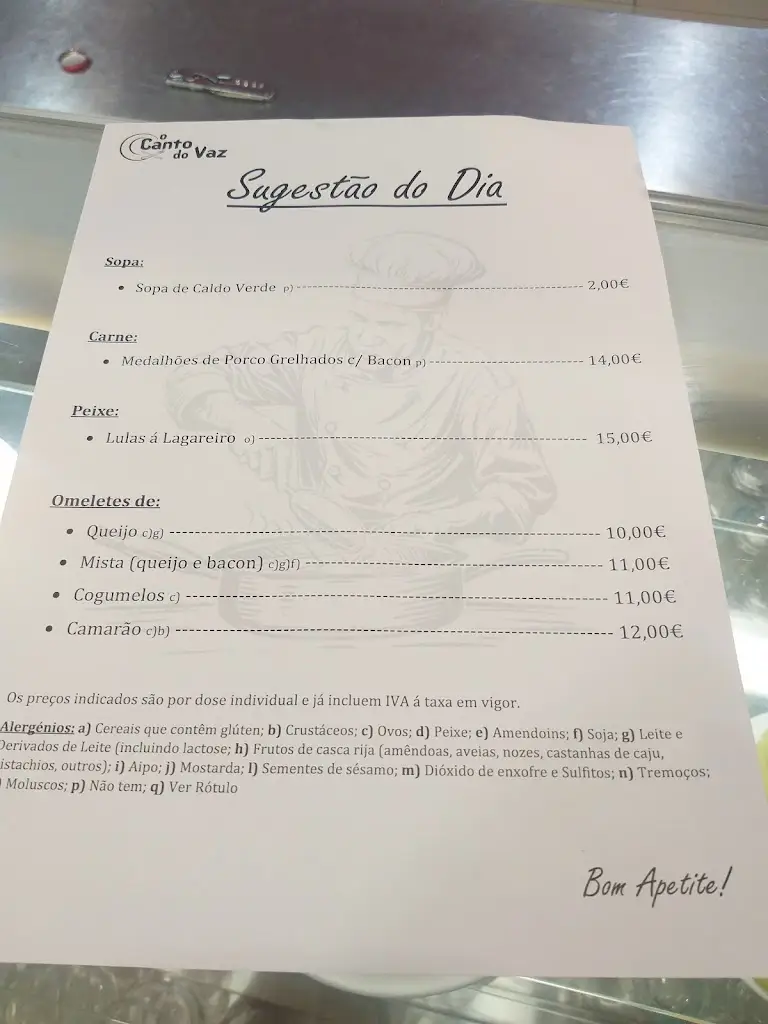 O
Canto
do Vaz
Sugestão do Dia
Sopa:
• Sopa de Caldo Verde p) ---------- 2,00€
Carne:
• Medalhões de Porco Grelhados c/ Bacon p) ---------- 14,00€
Peixe:
• Lulas á Lagareiro o) ---------- 15,00€
Omeletes de:
• Queijo c)g) ---------- 10,00€
• Mista (queijo e bacon) c)g)f) ---------- 11,00€
• Cogumelos c) ---------- 11,00€
• Camarão c)b) ---------- 12,00€
Os preços indicados são por dose individual e já incluem IVA á taxa em vigor.
Alergénios: a) Cereais que contêm glúten; b) Crustáceos; c) Ovos; d) Peixe; e) Amendoins; f) Soja; g) Leite e
Derivados de Leite (incluindo lactose; h) Frutos de casca rija (amêndoas, aveias, nozes, castanhas de caju,
istachios, outros); i) Aipo; j) Mostarda; l) Sementes de sésamo; m) Dióxido de enxofre e Sulfitos; n) Tremoços;
) Moluscos; p) Não tem; q) Ver Rótulo
Bom Apetite!